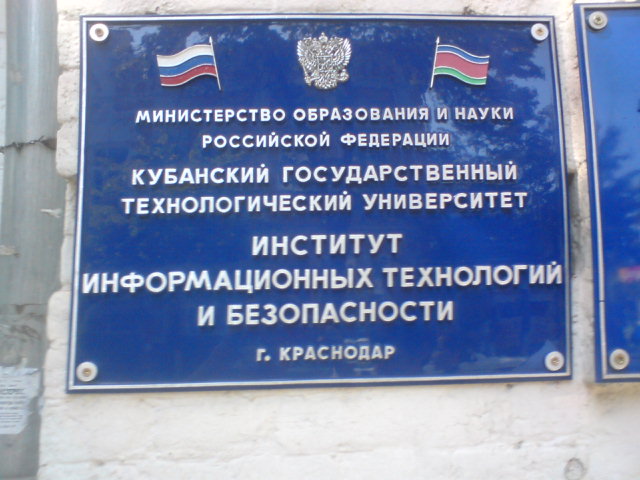 МИНИСТЕРСТВО ОБРАЗОВАНИЯ И НАУКИ
РОССИЙСКОЙ ФЕДЕРАЦИИ
КУБАНСКИЙ ГОСУДАРСТВЕННЫЙ
ТЕХНОЛОГИЧЕСКИЙ УНИВЕРСИТЕТ
ИНСТИТУТ
ИНФОРМАЦИОННЫХ ТЕХНОЛОГИЙ
И БЕЗОПАСНОСТИ
г. КРАСНОДАР